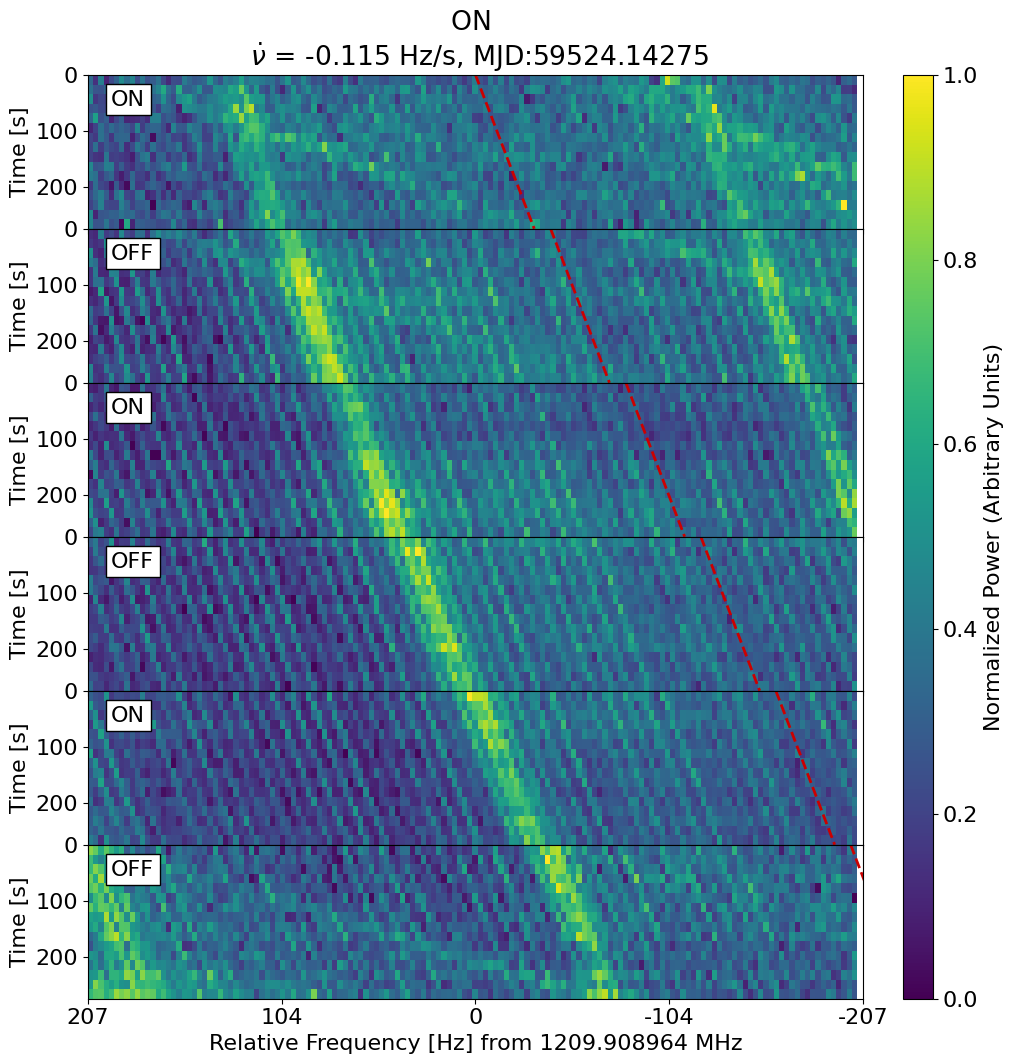 ON
ν̇ = -0.115 Hz/s, MJD:59524.14275
0
100
200
Time [s]
ON
0
100
200
Time [s]
OFF
0
100
200
Time [s]
ON
0
100
200
Time [s]
OFF
0
100
200
Time [s]
ON
0
100
200
Time [s]
OFF
207
104
0
-104
-207
Relative Frequency [Hz] from 1209.908964 MHz
1.0
0.8
0.6
0.4
0.2
0.0
Normalized Power (Arbitrary Units)